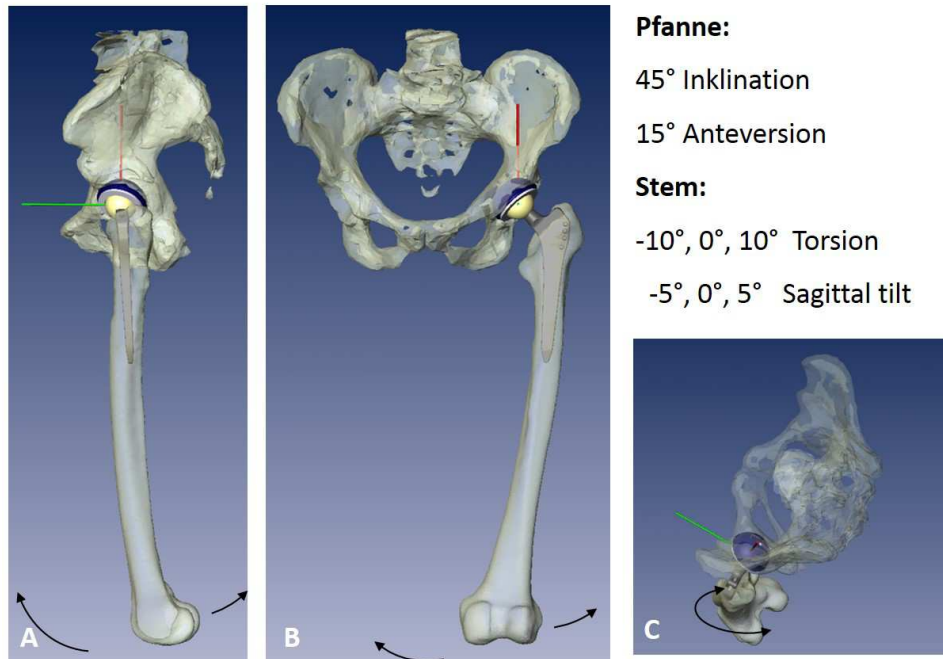 Pfanne:
45° Inklination
15° Anteversion
Stem:
-10°, 0°, 10° Torsion
-5°, 0°, 5° Sagittal tilt
A
B
C